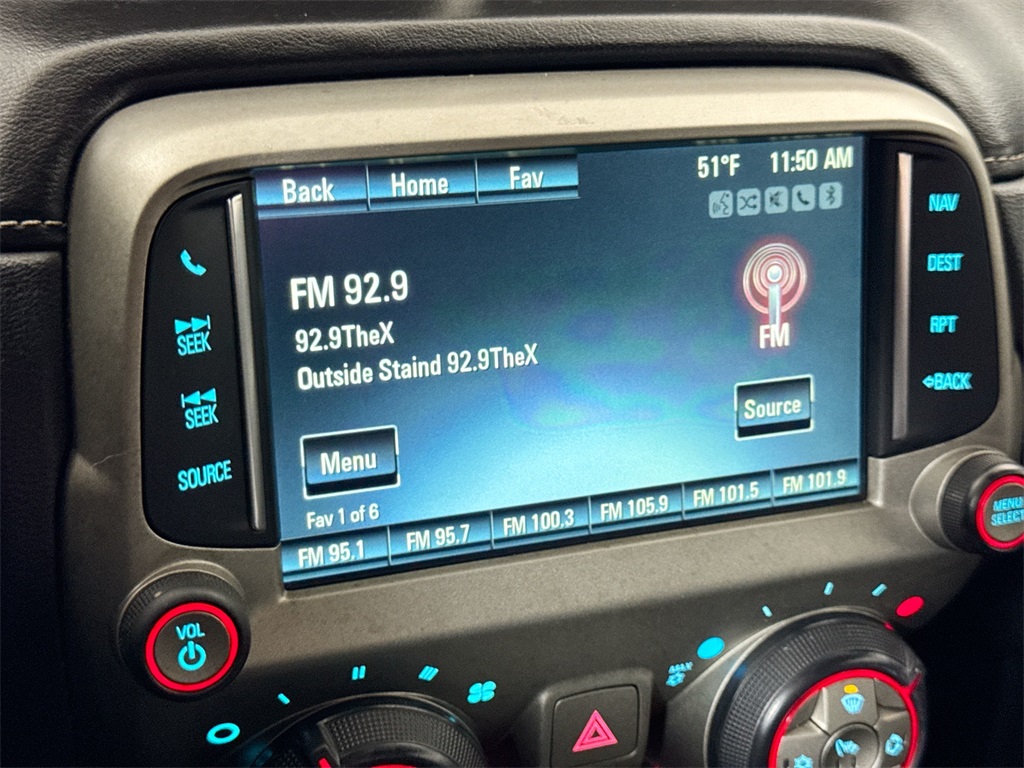 Back Home Fav
51°F 11:50 AM
FM 92.9
92.9TheX
Outside Staind 92.9TheX
FM
Source
Menu
Fav 1 of 6
FM 95.1 FM 95.7 FM 100.3 FM 105.9 FM 101.5 FM 101.9
SEEK
SEEK
SOURCE
NAV
DEST
RPT
BACK
VOL
MENU
SELECT
MAX